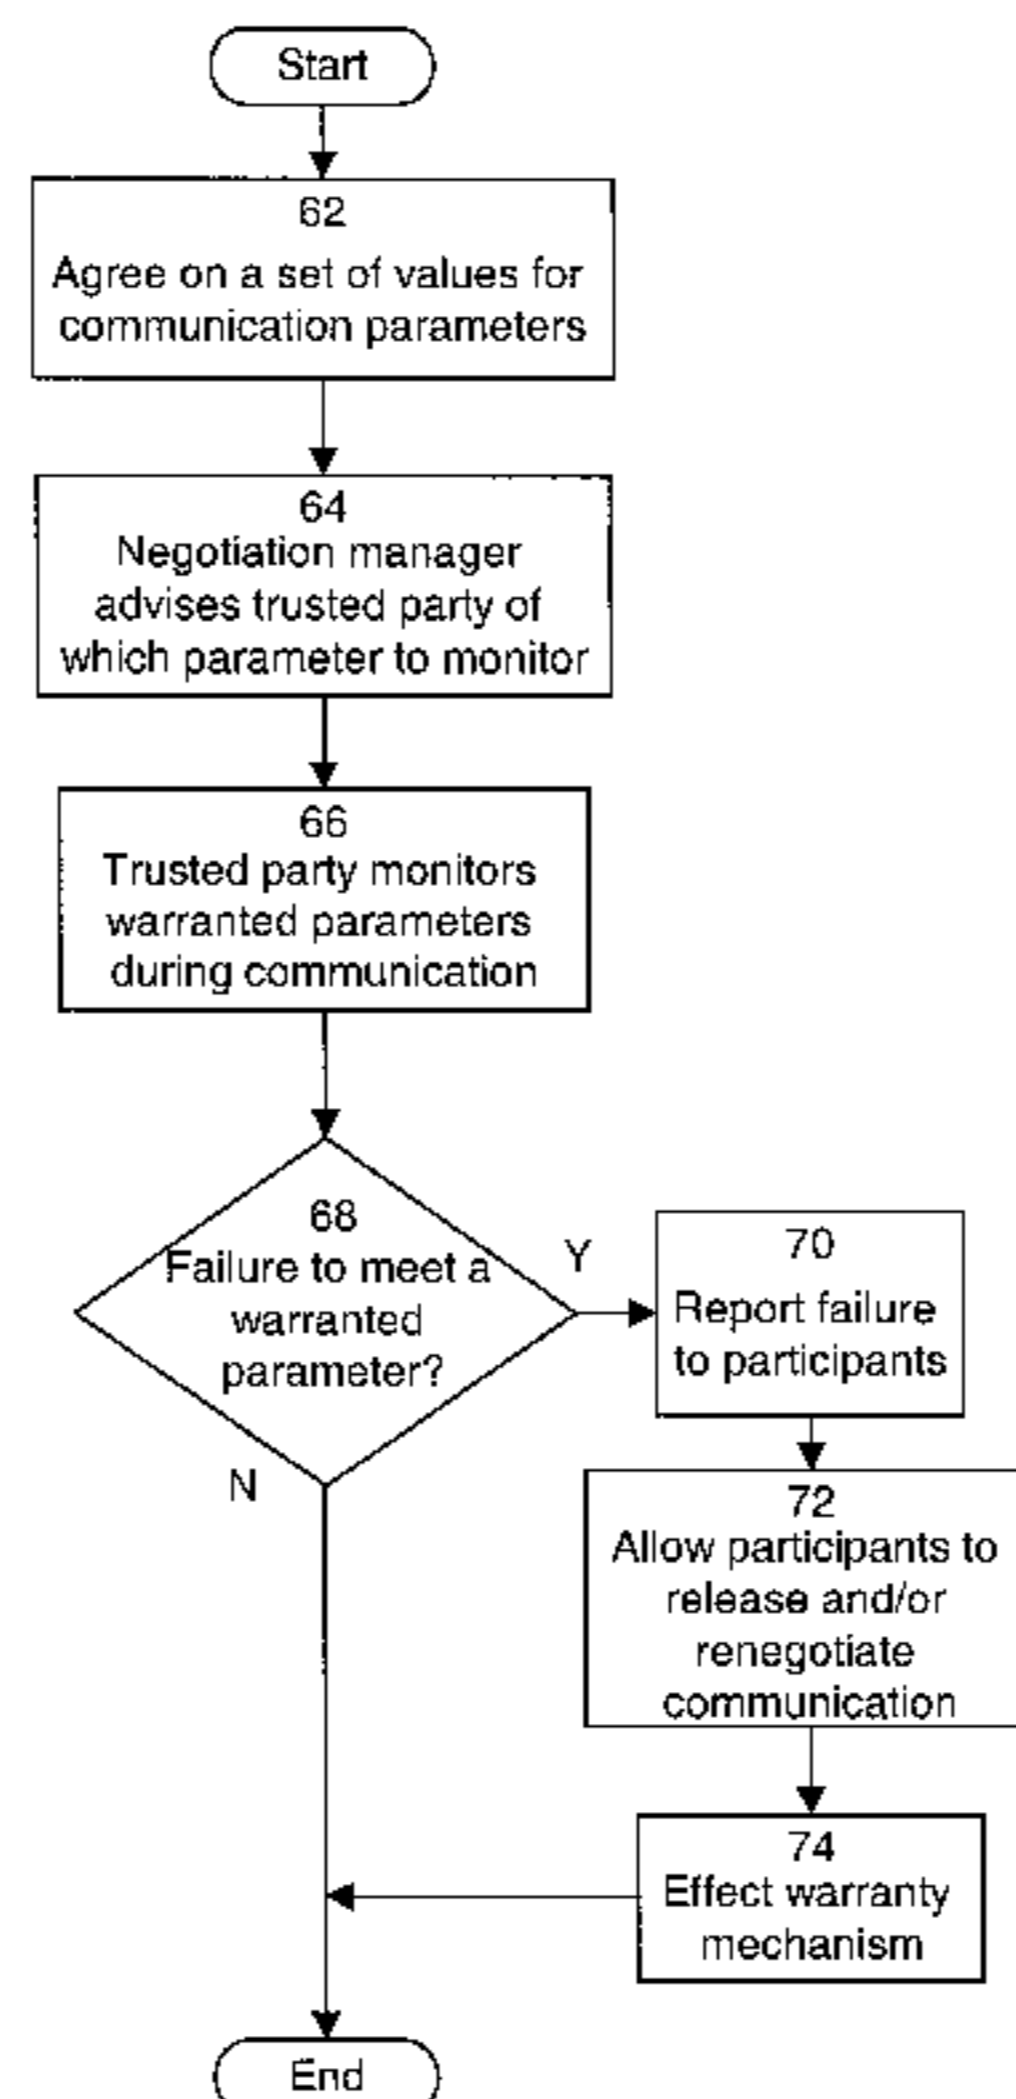 Start
62
Agree on a set of values for
communication parameters
64
Negotiation manager
advises trusted party of
which parameter to monitor
66
Trusted party monitors
warranted parameters
during communication
68
Failure to meet a
warranted
parameter?
Y
N
70
Report failure
to participants
72
Allow participants to
release and/or
renegotiate
communication
74
Effect warranty
mechanism
End